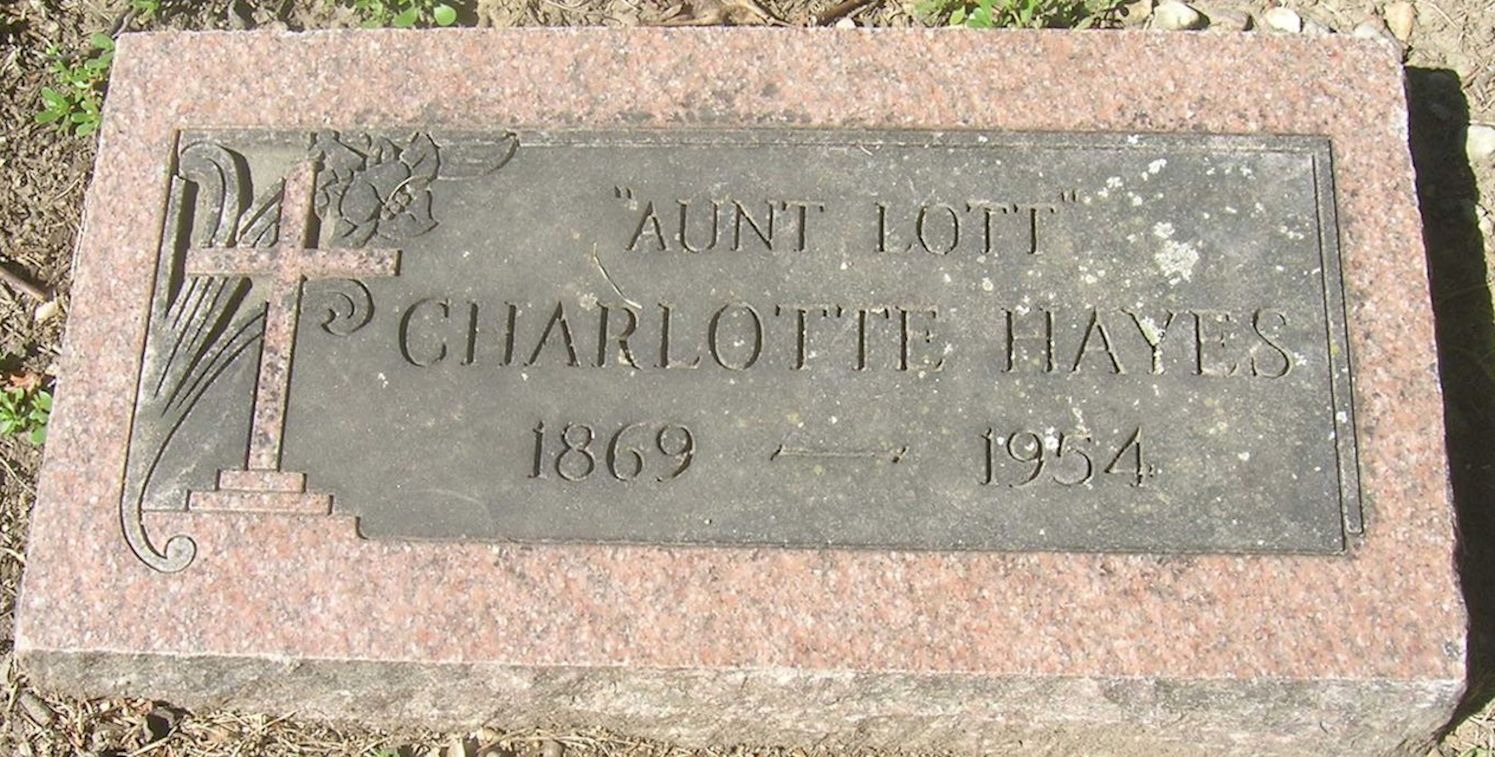 "AUNT LOTT"
CHARLOTTE HAYES
1869 — 1954